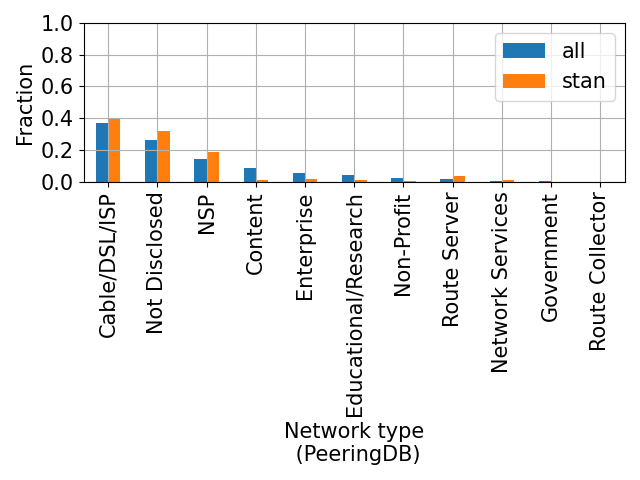 1.0
0.8
0.6
0.4
0.2
0.0
Fraction
all
stan
Cable/DSL/ISP
Not Disclosed
NSP
Content
Enterprise
Educational/Research
Non-Profit
Route Server
Network Services
Government
Route Collector
Network type
(PeeringDB)